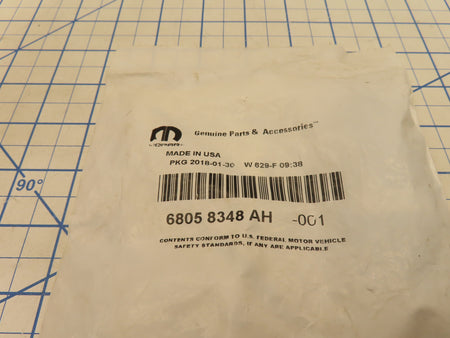 MOPAR
Genuine Parts & Accessories™
MADE IN USA
PKG 2018-01-30 W 629-F 09:38
6805 8348 AH -001
CONTENTS CONFORM TO U.S. FEDERAL MOTOR VEHICLE
SAFETY STANDARDS, IF ANY ARE APPLICABLE
90°